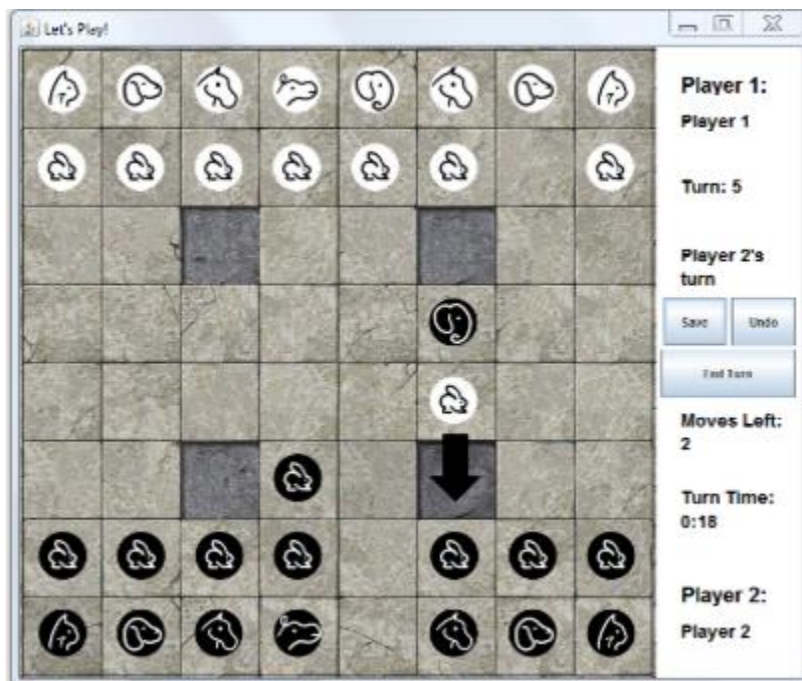 Let's Play!
Player 1:
Player 1
Turn: 5
Player 2's
turn
Save
Undo
End Turn
Moves Left:
2
Turn Time:
0:18
Player 2:
Player 2